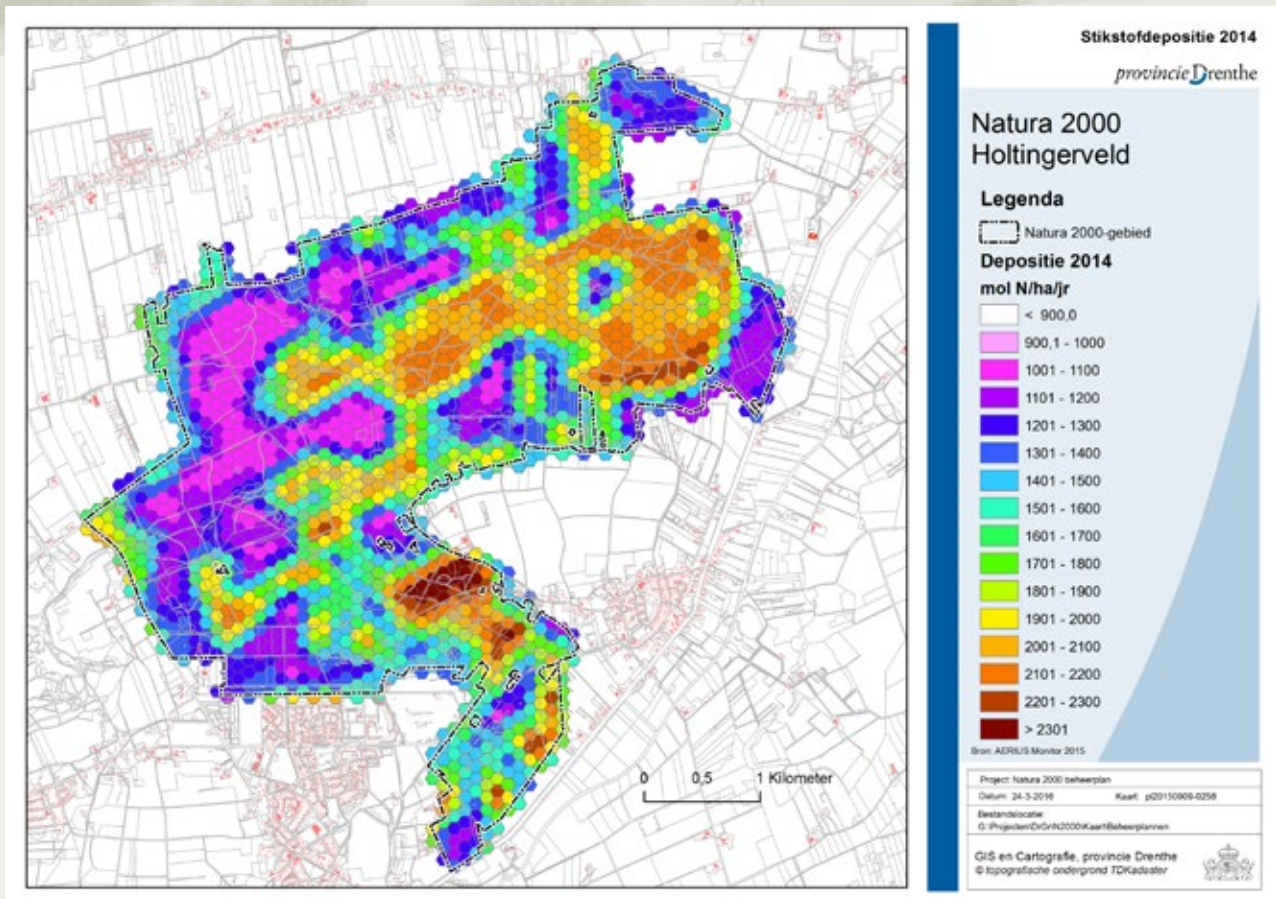 Stikstofdepositie 2014
provincie Drenthe
Natura 2000
Holtingerveld
Legenda
Natura 2000-gebied
Depositie 2014
mol N/ha/jr
< 900,0
900,1 - 1000
1001 - 1100
1101 - 1200
1201 - 1300
1301 - 1400
1401 - 1500
1501 - 1600
1601 - 1700
1701 - 1800
1801 - 1900
1901 - 2000
2001 - 2100
2101 - 2200
2201 - 2300
> 2301
Bron: AERIUS Monitor 2015
0 0,5 1 Kilometer
Project: Natura 2000 beheerplan
Datum: 24-3-2016 Kaart: pl20150909-0258
Bestandslocatie:
GIS en Cartografie, provincie Drenthe
© topografische ondergrond TDKadaster